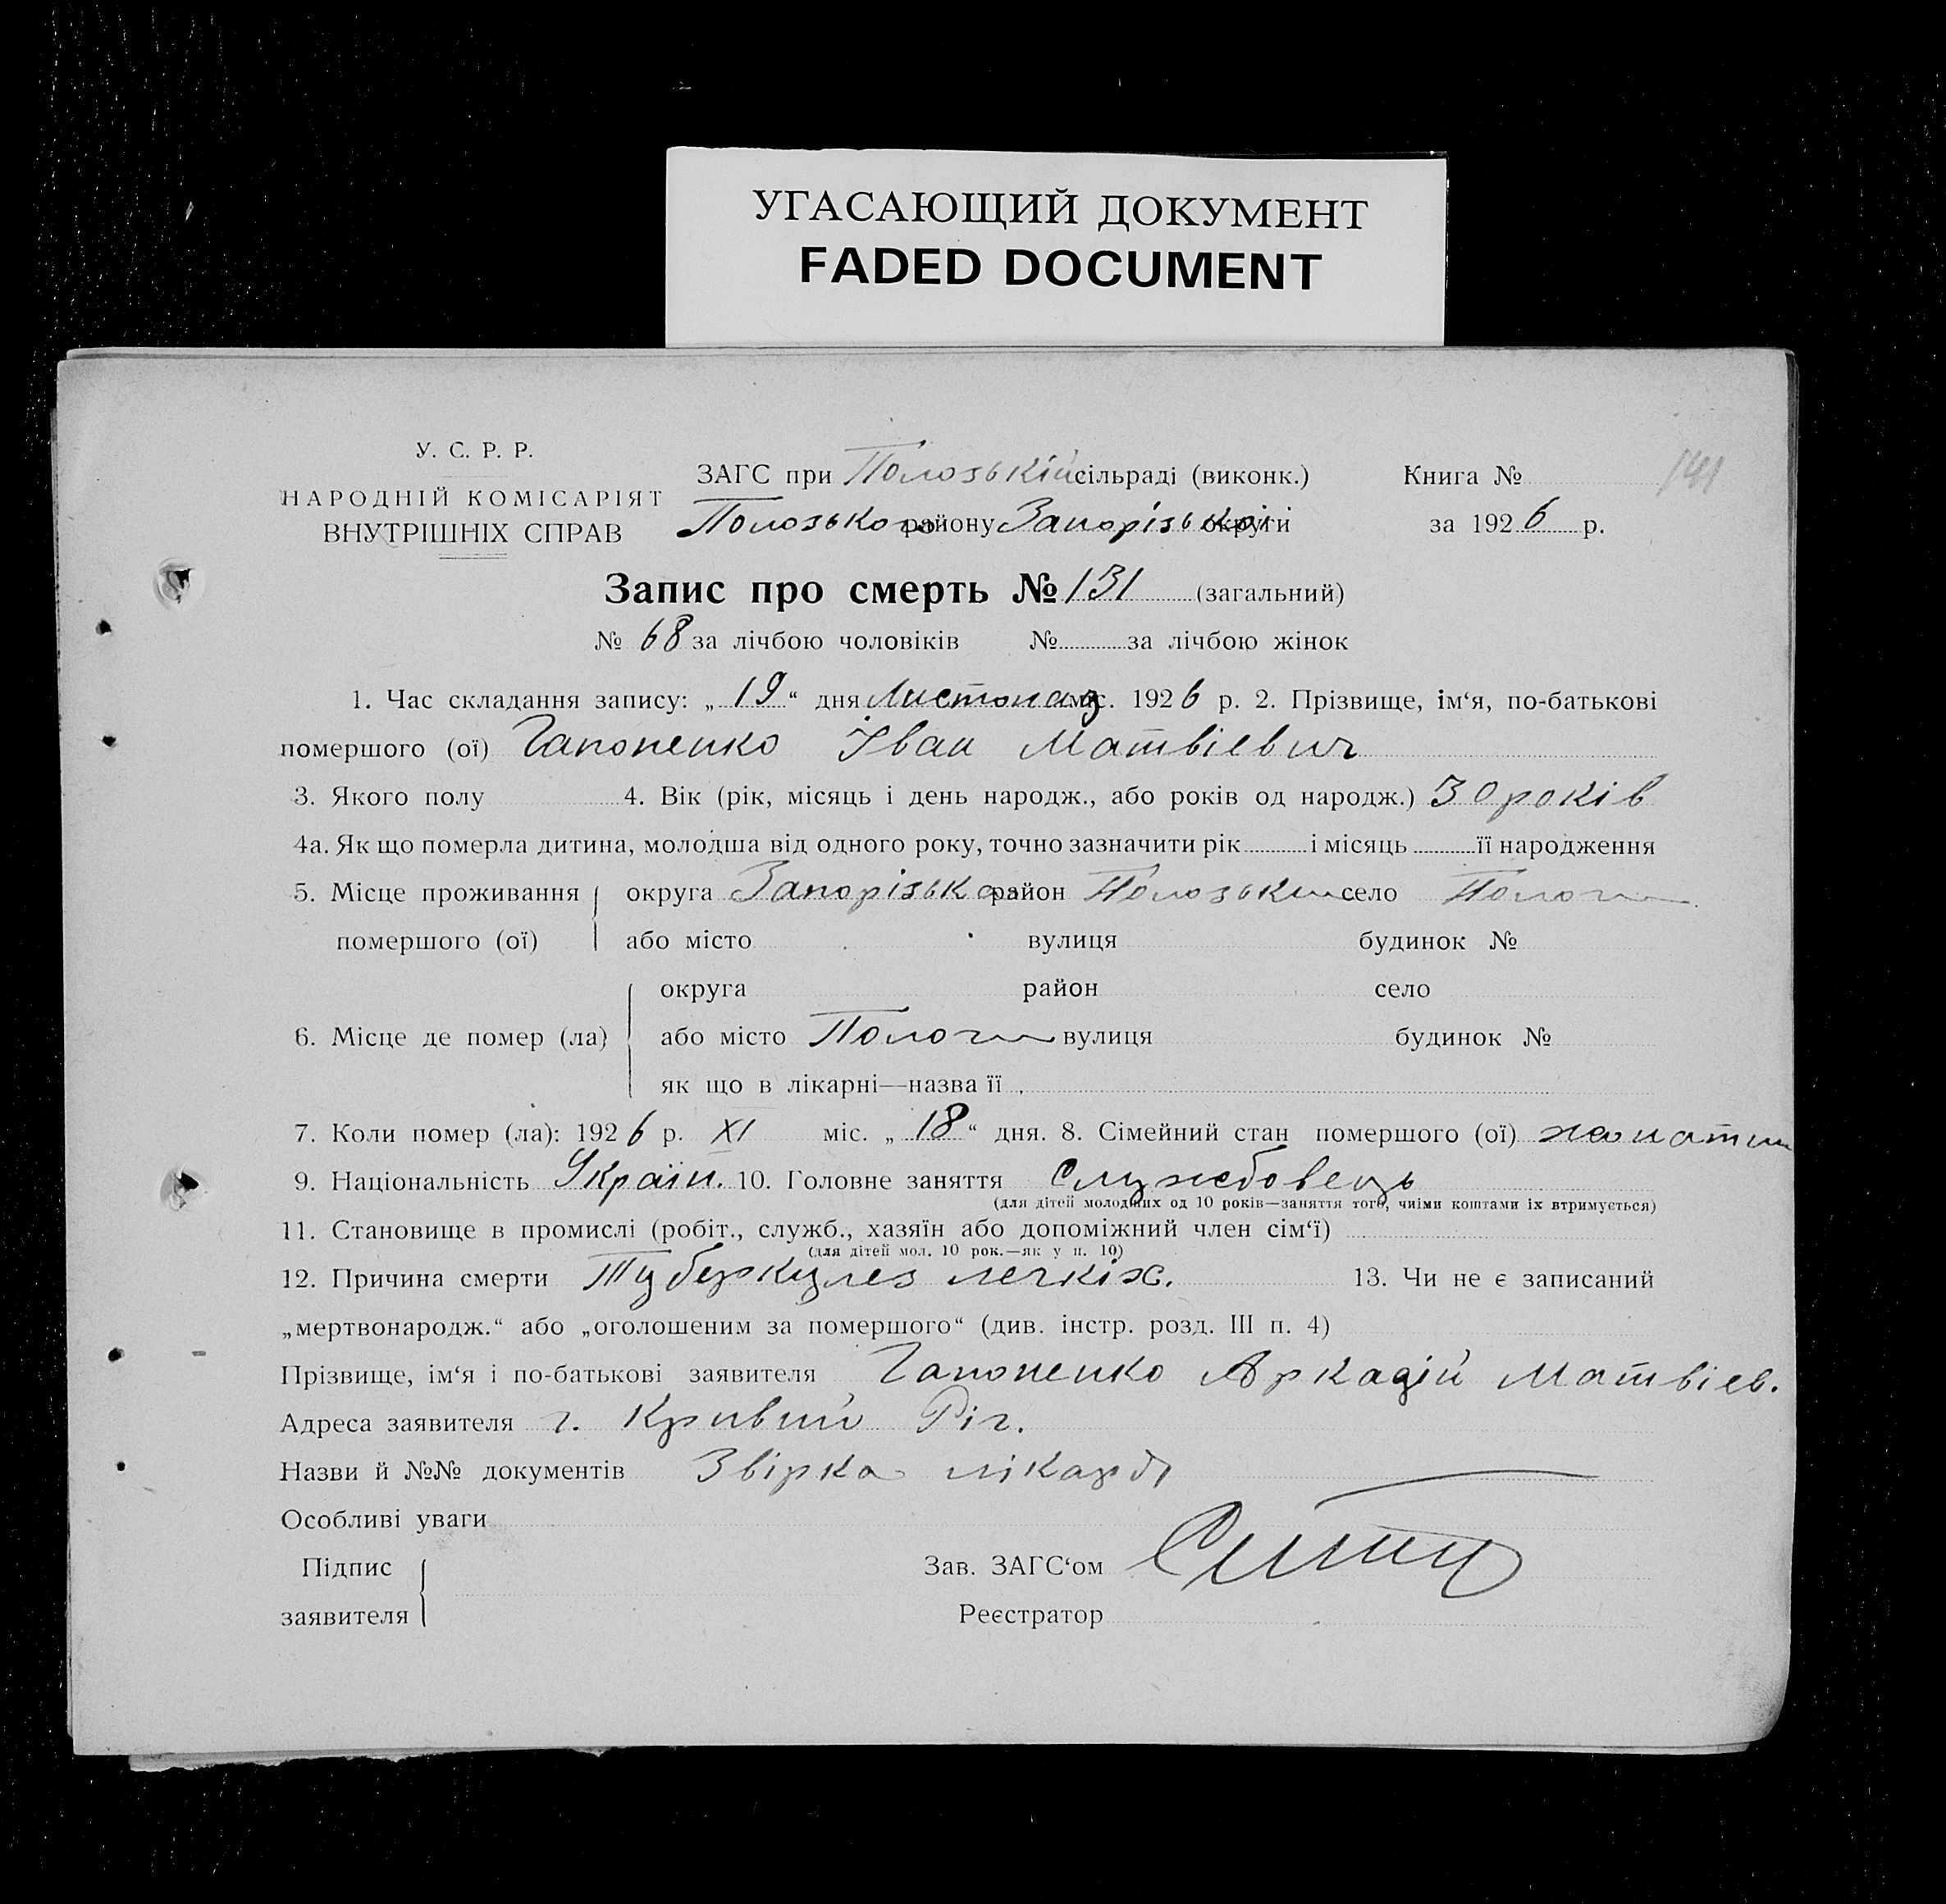 УГАСАЮЩИЙ ДОКУМЕНТ
FADED DOCUMENT
У. С. Р. Р.
НАРОДНІЙ КОМІСАРІЯТ
ВНУТРІШНІХ СПРАВ
ЗАГС при Полозькій сільраді (виконк.)
Полозького району Запорізької округи
Книга №
141
за 1926 р.
Запис про смерть № 131 (загальний)
№ 68 за лічбою чоловіків № за лічбою жінок
1. Час складання запису: „19“ дня Листопад міс. 1926 р. 2. Прізвище, ім‘я, по-батькові
помершого (ої) Гапоненко Іван Матвієвич
3. Якого полу 4. Вік (рік, місяць і день народж., або років од народж.) 30 років
4а. Як що померла дитина, молодша від одного року, точно зазначити рік і місяць її народження
5. Місце проживання округа Запорізька район Полозький село Пологи
помершого (ої) або місто вулиця будинок №
округа район село
6. Місце де помер (ла) або місто Пологи вулиця будинок №
як що в лікарні—назва її
7. Коли помер (ла): 1926 р. XI міс. „18“ дня. 8. Сімейний стан помершого (ої)
9. Національність Україн. 10. Головне заняття Службовець
(для дітей молодших од 10 років—заняття того, чиїми коштами їх втримується)
11. Становище в промислі (робіт., служб., хазяїн або допоміжний член сім‘ї)
(для дітей мол. 10 рок.—як у п. 10)
12. Причина смерти Туберкулез легкіх. 13. Чи не є записаний
„мертвонародж.“ або „оголошеним за помершого“ (див. інстр. розд. III п. 4)
Прізвище, ім‘я і по-батькові заявителя Гапоненко Аркадій Матвієв.
Адреса заявителя г. Кривий Ріг.
Назви й №№ документів
Особливі уваги
Підпис
заявителя
Зав. ЗАГС‘ом
Реєстратор